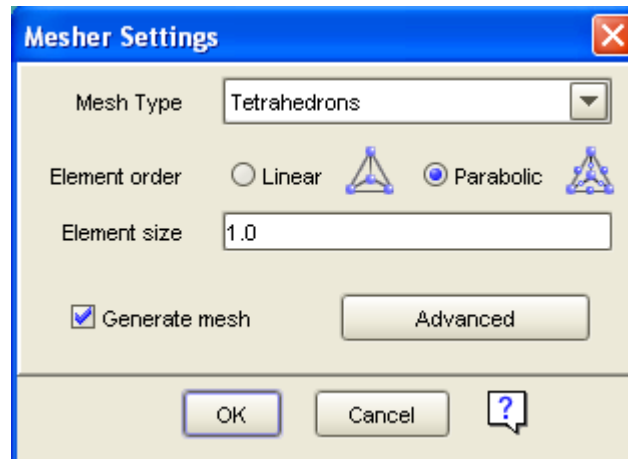 Mesher Settings
Mesh Type Tetrahedrons
Element order Linear Parabolic
Element size 1.0
Generate mesh Advanced
OK Cancel ?